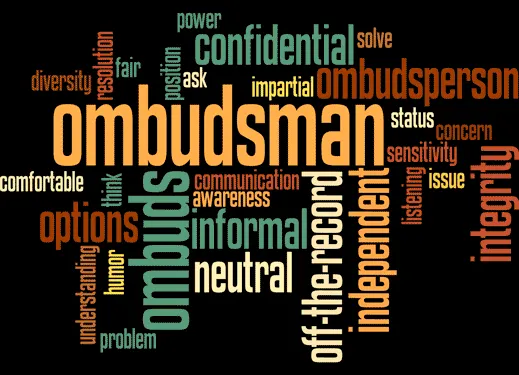 power
confidential
solve
resolution
fair
position
diversity
ask
impartial
ombudsperson
ombudsman
status
concern
sensitivity
comfortable
think
ombuds
communication
awareness
off-the-record
independent
listening
issue
integrity
options
informal
neutral
understanding
humor
problem